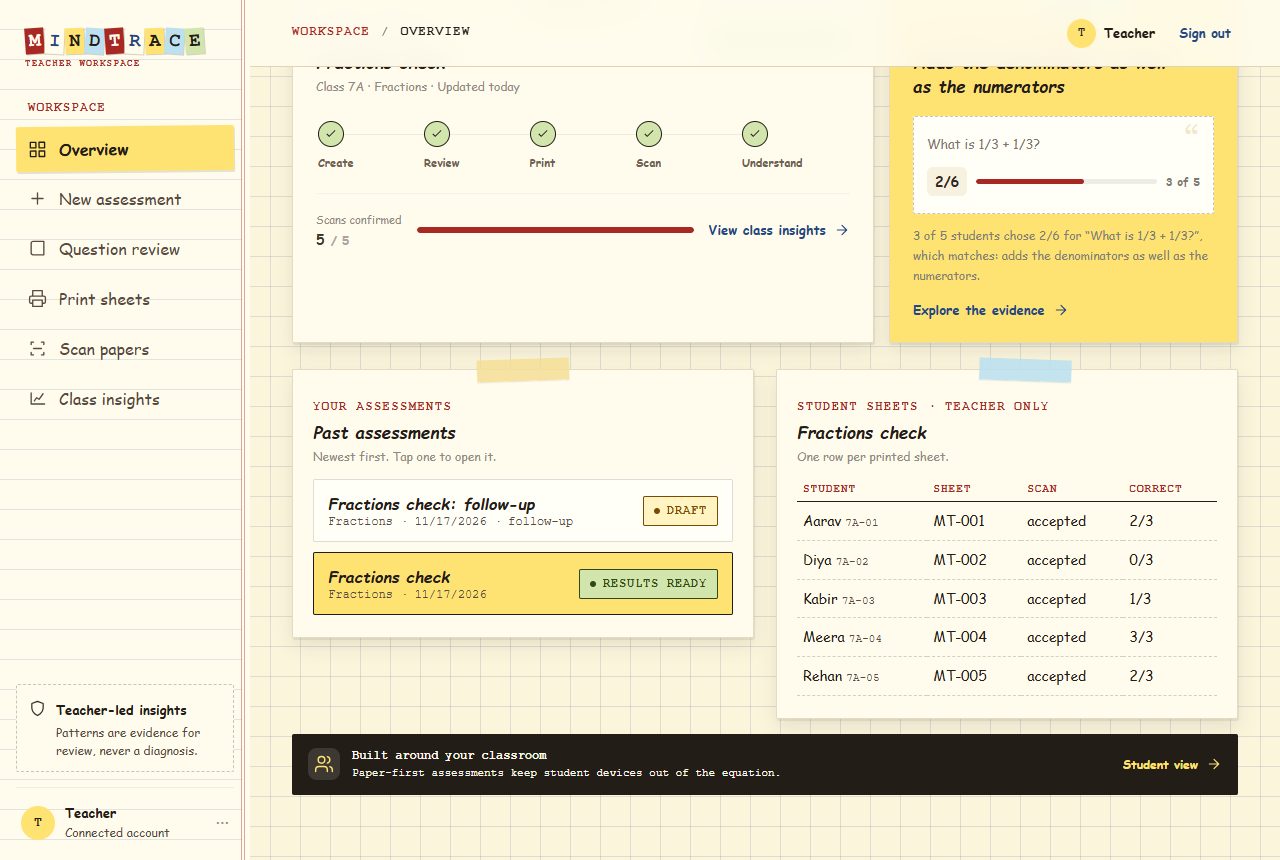 MINDTRACE
TEACHER WORKSPACE
WORKSPACE
Overview
New assessment
Question review
Print sheets
Scan papers
Class insights
Teacher-led insights
Patterns are evidence for
review, never a diagnosis.
T
Teacher
Connected account
WORKSPACE / OVERVIEW
T Teacher Sign out
Fractions check
Class 7A · Fractions · Updated today
Create Review Print Scan Understand
Scans confirmed
5 / 5
View class insights
Adds the denominators as well
as the numerators
What is 1/3 + 1/3?
2/6 3 of 5
3 of 5 students chose 2/6 for “What is 1/3 + 1/3?”,
which matches: adds the denominators as well as the
numerators.
Explore the evidence
YOUR ASSESSMENTS
Past assessments
Newest first. Tap one to open it.
Fractions check: follow-up
Fractions · 11/17/2026 · follow-up
DRAFT
Fractions check
Fractions · 11/17/2026
RESULTS READY
STUDENT SHEETS · TEACHER ONLY
Fractions check
One row per printed sheet.
STUDENT SHEET SCAN CORRECT
Aarav 7A-01 MT-001 accepted 2/3
Diya 7A-02 MT-002 accepted 0/3
Kabir 7A-03 MT-003 accepted 1/3
Meera 7A-04 MT-004 accepted 3/3
Rehan 7A-05 MT-005 accepted 2/3
Built around your classroom
Paper-first assessments keep student devices out of the equation.
Student view